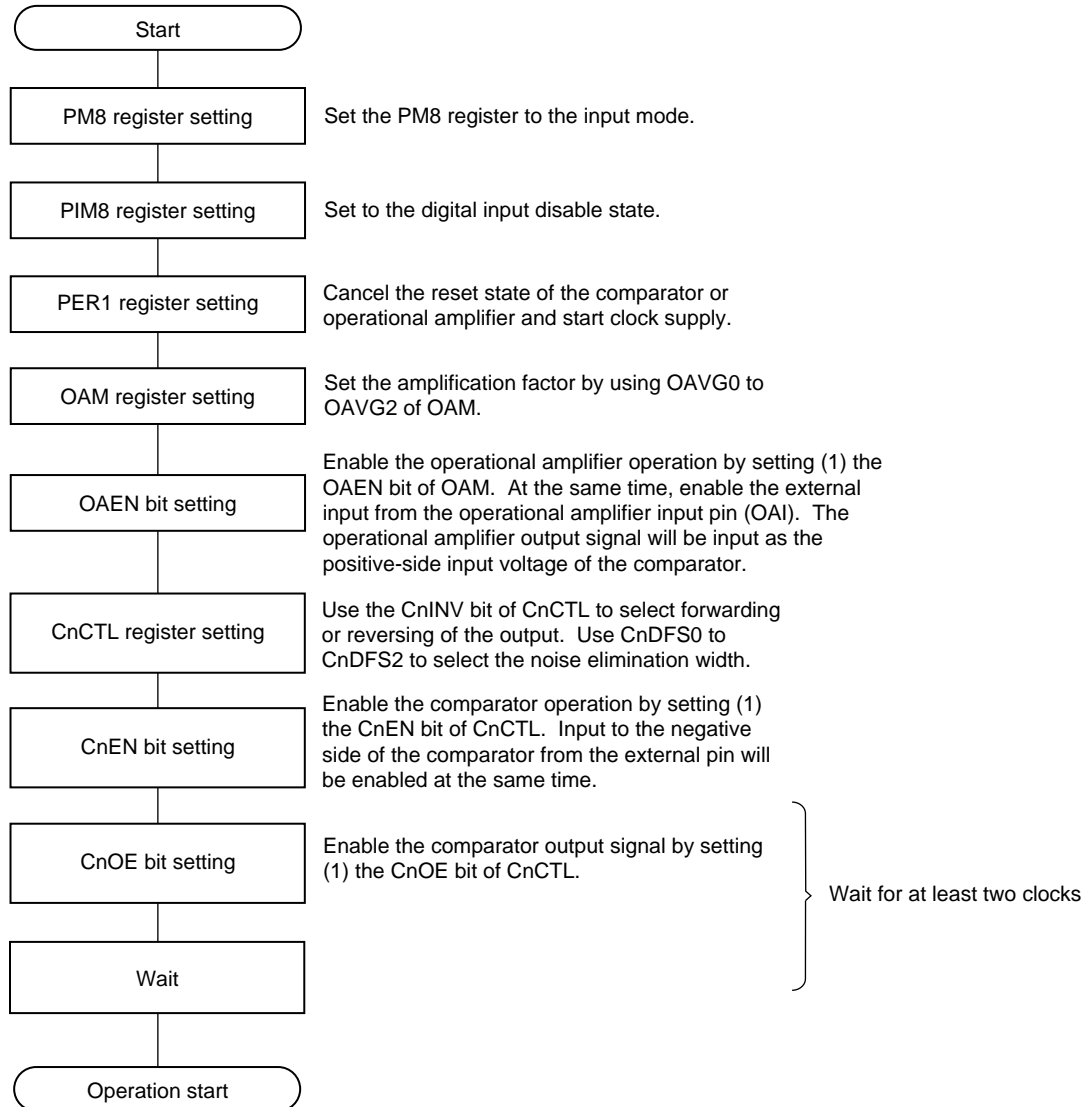 Start
PM8 register setting
Set the PM8 register to the input mode.
PIM8 register setting
Set to the digital input disable state.
PER1 register setting
Cancel the reset state of the comparator or
operational amplifier and start clock supply.
OAM register setting
Set the amplification factor by using OAVG0 to
OAVG2 of OAM.
OAEN bit setting
Enable the operational amplifier operation by setting (1) the
OAEN bit of OAM.  At the same time, enable the external
input from the operational amplifier input pin (OAI).  The
operational amplifier output signal will be input as the
positive-side input voltage of the comparator.
CnCTL register setting
Use the CnINV bit of CnCTL to select forwarding
or reversing of the output.  Use CnDFS0 to
CnDFS2 to select the noise elimination width.
CnEN bit setting
Enable the comparator operation by setting (1)
the CnEN bit of CnCTL.  Input to the negative
side of the comparator from the external pin will
be enabled at the same time.
CnOE bit setting
Enable the comparator output signal by setting
(1) the CnOE bit of CnCTL.
Wait for at least two clocks
Wait
Operation start